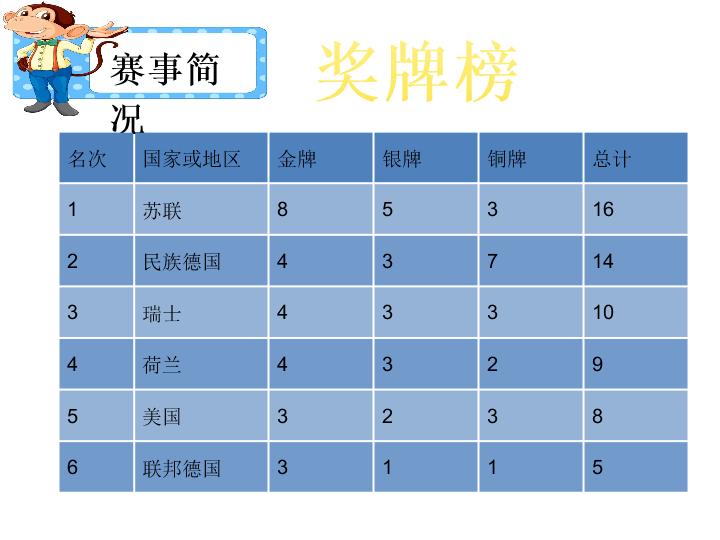 赛事简
况
奖牌榜
名次 国家或地区 金牌 银牌 铜牌 总计
1 苏联 8 5 3 16
2 民族德国 4 3 7 14
3 瑞士 4 3 3 10
4 荷兰 4 3 2 9
5 美国 3 2 3 8
6 联邦德国 3 1 1 5